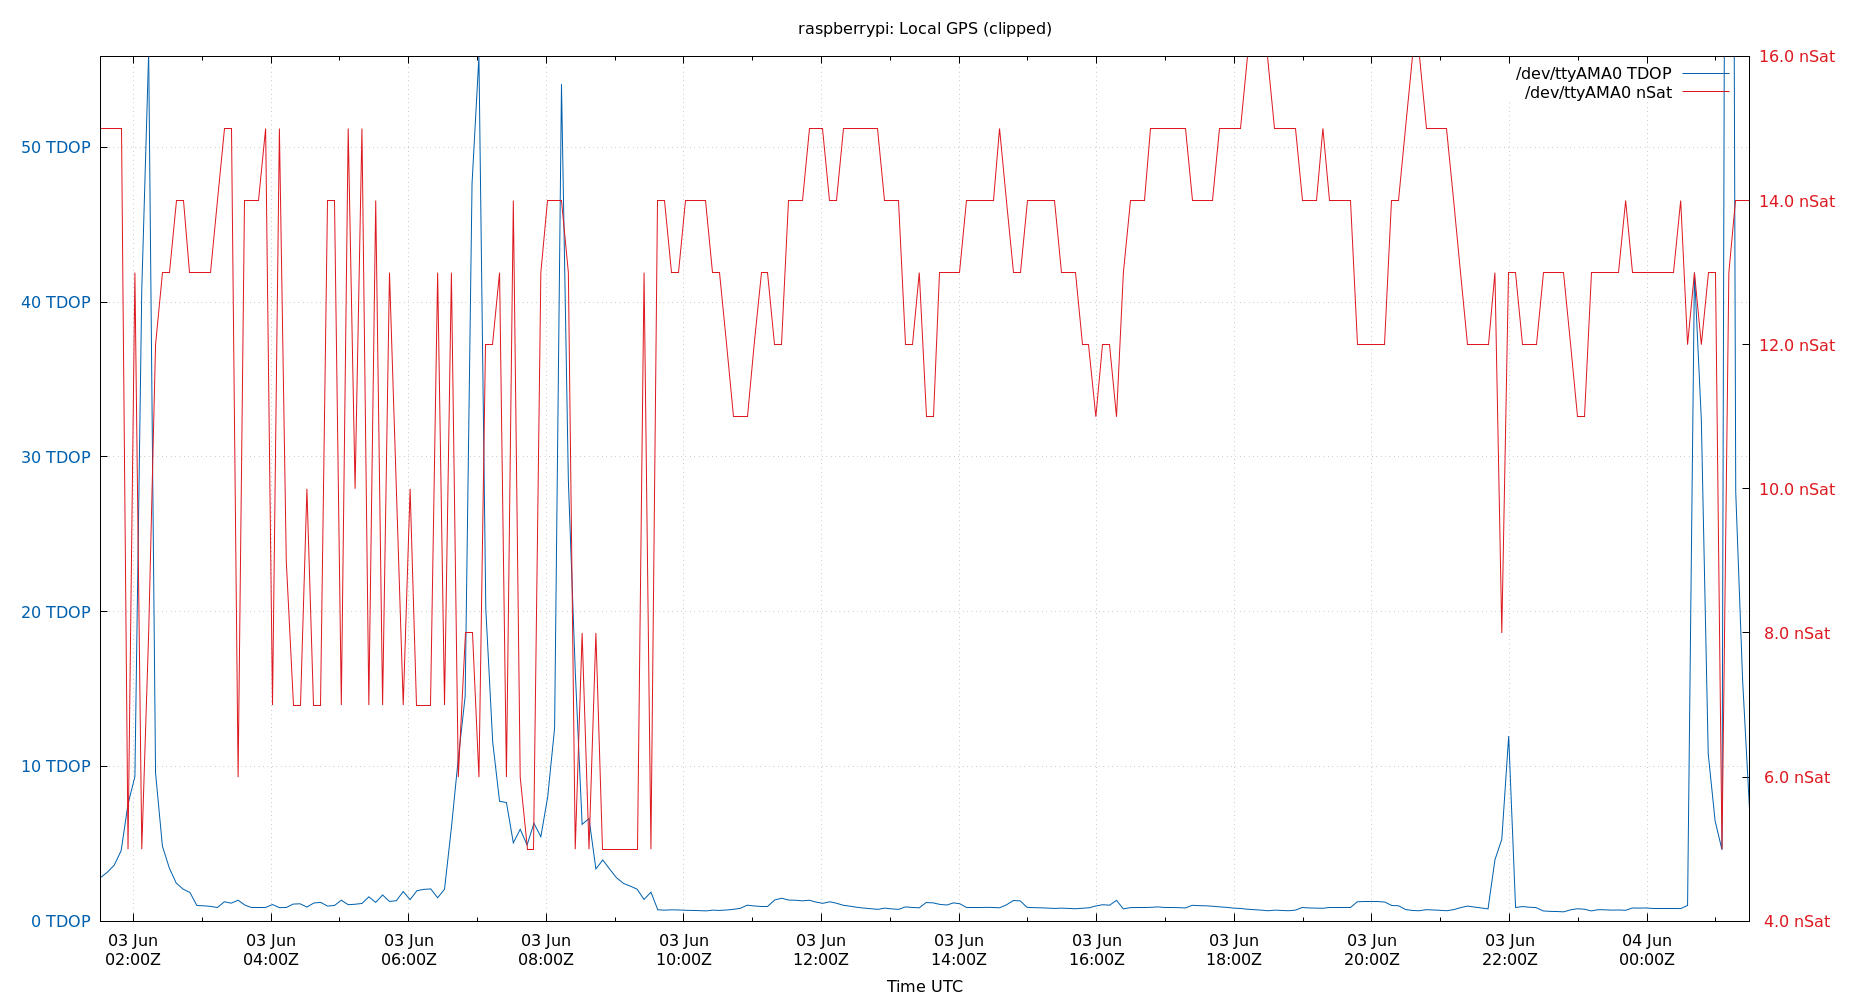 raspberrypi: Local GPS (clipped)
/dev/ttyAMA0 TDOP
/dev/ttyAMA0 nSat
50 TDOP
40 TDOP
30 TDOP
20 TDOP
10 TDOP
0 TDOP
16.0 nSat
14.0 nSat
12.0 nSat
10.0 nSat
8.0 nSat
6.0 nSat
4.0 nSat
03 Jun
02:00Z
03 Jun
04:00Z
03 Jun
06:00Z
03 Jun
08:00Z
03 Jun
10:00Z
03 Jun
12:00Z
03 Jun
14:00Z
03 Jun
16:00Z
03 Jun
18:00Z
03 Jun
20:00Z
03 Jun
22:00Z
04 Jun
00:00Z
Time UTC